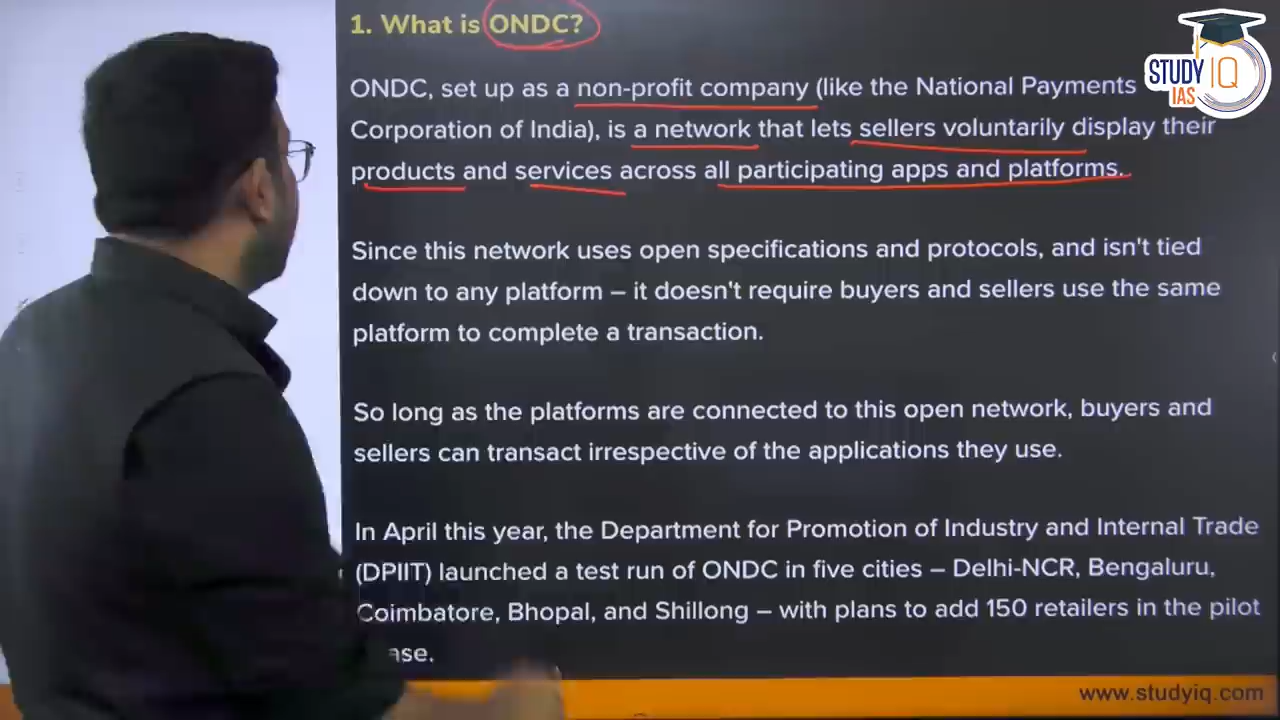 1. What is ONDC?
ONDC, set up as a non-profit company (like the National Payments
Corporation of India), is a network that lets sellers voluntarily display their
products and services across all participating apps and platforms.
Since this network uses open specifications and protocols, and isn't tied
down to any platform – it doesn't require buyers and sellers use the same
platform to complete a transaction.
So long as the platforms are connected to this open network, buyers and
sellers can transact irrespective of the applications they use.
In April this year, the Department for Promotion of Industry and Internal Trade
(DPIIT) launched a test run of ONDC in five cities – Delhi-NCR, Bengaluru,
Coimbatore, Bhopal, and Shillong – with plans to add 150 retailers in the pilot
STUDY IQ
IAS
www.studyiq.com